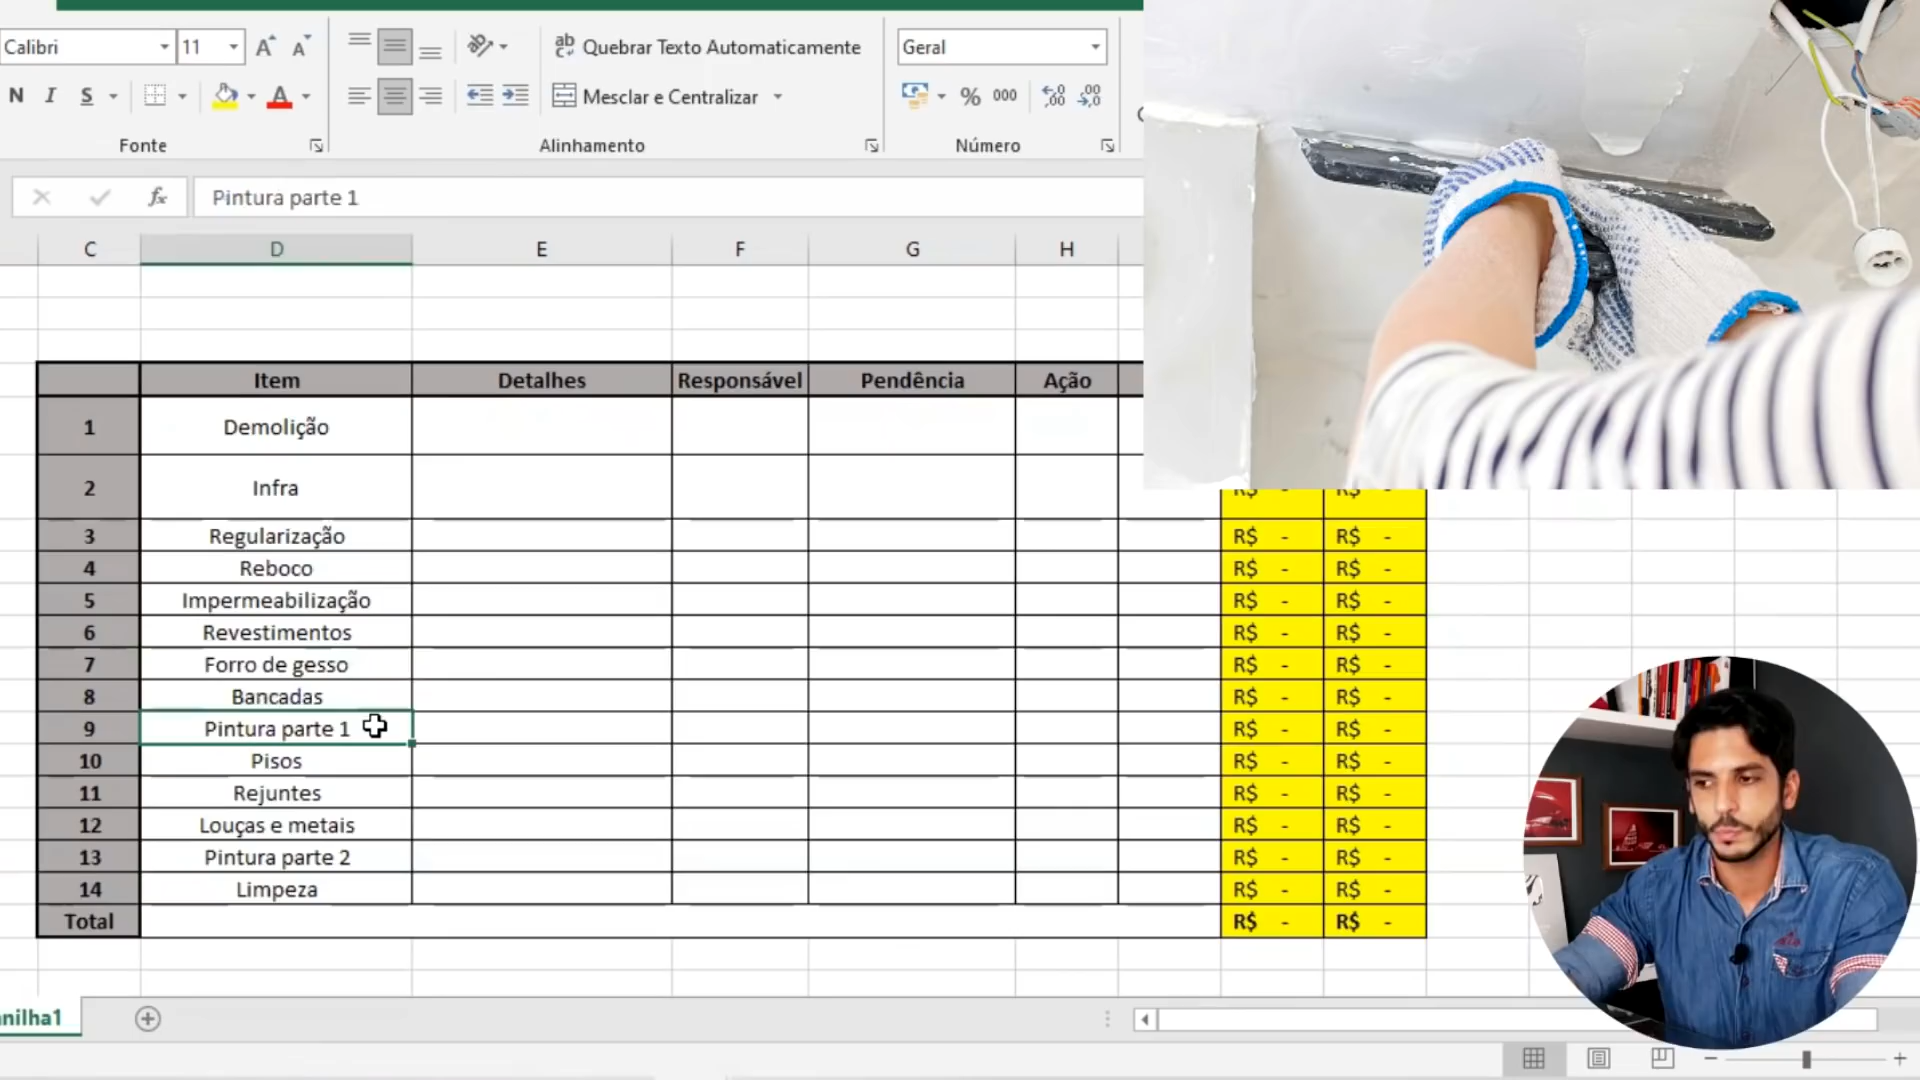 Calibri 11 A A Quebrar Texto Automaticamente Geral
N I S A Mesclar e Centralizar % 000
Fonte Alinhamento Número
fx Pintura parte 1
C D E F G H
Item Detalhes Responsável Pendência Ação
1 Demolição
2 Infra
3 Regularização R$ - R$ -
4 Reboco R$ - R$ -
5 Impermeabilização R$ - R$ -
6 Revestimentos R$ - R$ -
7 Forro de gesso R$ - R$ -
8 Bancadas R$ - R$ -
9 Pintura parte 1 R$ - R$ -
10 Pisos R$ - R$ -
11 Rejuntes R$ - R$ -
12 Louças e metais R$ - R$ -
13 Pintura parte 2 R$ - R$ -
14 Limpeza R$ - R$ -
Total R$ - R$ -
nilha1